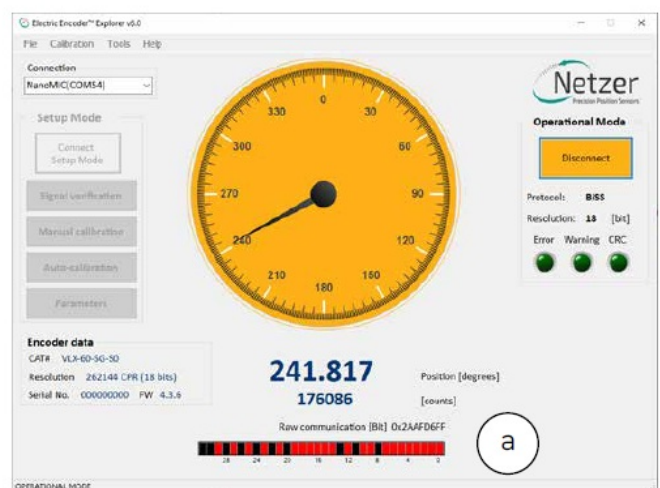 Electric Encoder™ Explorer v5.0
File Calibration Tools Help
Connection
NanoMIC(COM54)
Setup Mode
Connect
Setup Mode
Signal verification
Manual calibration
Auto-calibration
Parameters
0
30
60
90
120
150
180
210
240
270
300
330
Netzer
Precision Position Sensors
Operational Mode
Disconnect
Protocol: BiSS
Resolution: 18 [bit]
Error Warning CRC
Encoder data
CAT# VLX-60-SG-S0
Resolution 262144 CPR (18 bits)
Serial No. 000000000 FW 4.3.6
241.817 Position [degrees]
176086 [counts]
Raw communication [Bit] 0x2AAFD6FF
28 24 20 16 12 8 4 0
a
OPERATIONAL MODE